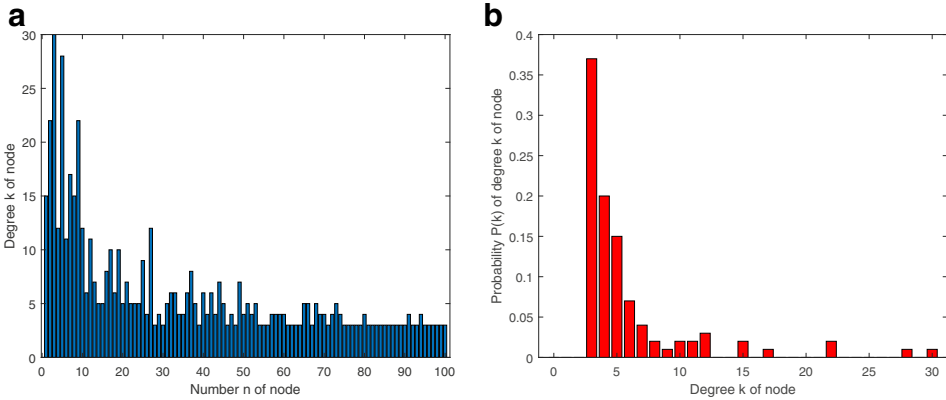 a
30
25
20
15
10
5
0
Degree k of node
0 10 20 30 40 50 60 70 80 90 100
Number n of node
b
0.4
0.35
0.3
0.25
0.2
0.15
0.1
0.05
0
Probability P(k) of degree k of node
0 5 10 15 20 25 30
Degree k of node